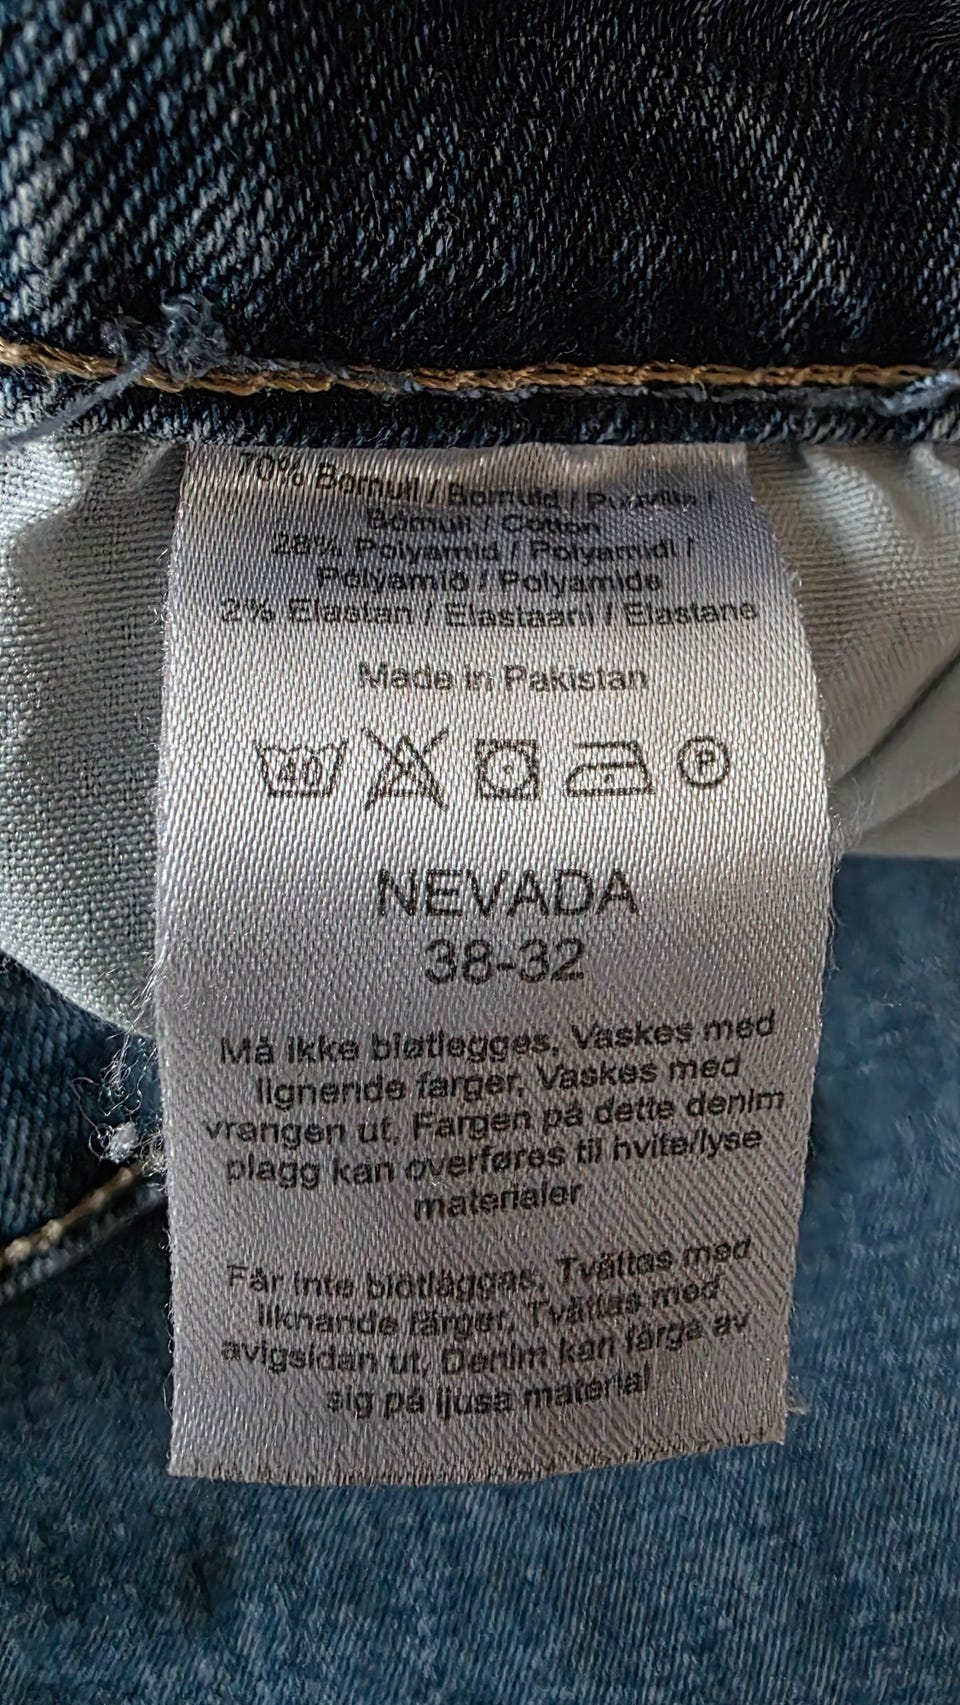 70% Bomull / Bomuld / Puuvilla /
Bómull / Cotton
28% Polyamid / Polyamidi /
Polyamíð / Polyamide
2% Elastan / Elastaani / Elastane
Made in Pakistan
40 P
NEVADA
38-32
Må ikke bløtlegges. Vaskes med
lignende farger. Vaskes med
vrangen ut. Fargen på dette denim
plagg kan overføres til hvite/lyse
materialer
Får inte blötläggas. Tvättas med
liknande färger. Tvättas med
avigsidan ut. Denim kan färga av
sig på ljusa material